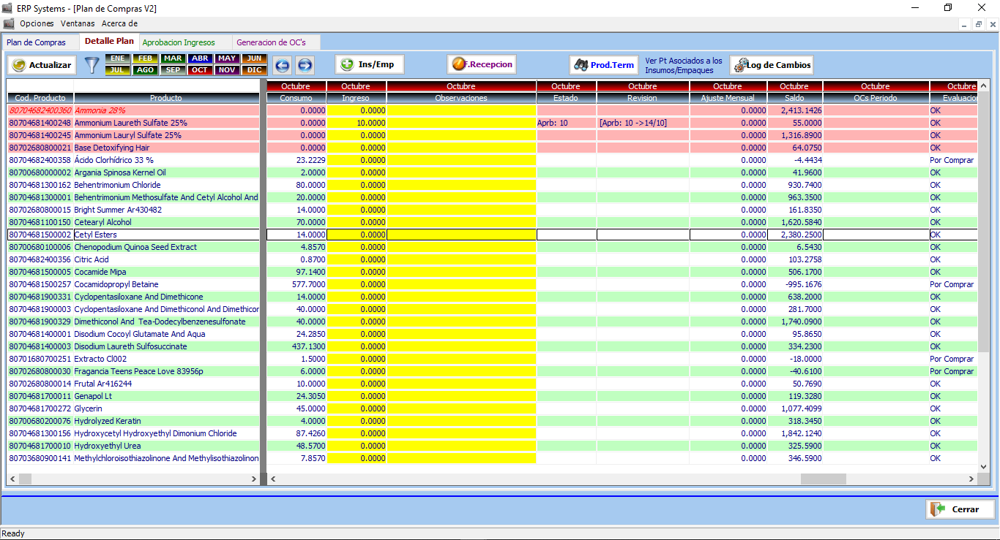 ERP Systems - [Plan de Compras V2]
Opciones Ventanas Acerca de
Plan de Compras Detalle Plan Aprobacion Ingresos Generacion de OC's
Actualizar ENE FEB MAR ABR MAY JUN Ins/Emp F.Recepcion Prod.Term Ver Pt Asociados a los Log de Cambios
JUL AGO SEP OCT NOV DIC Insumos/Empaques
Octubre Octubre Octubre Octubre Octubre Octubre Octubre Octubre Octubre
Cod. Producto Producto Consumo Ingreso Observaciones Estado Revision Ajuste Mensual Saldo OCs Periodo Evaluacion
80704682400360 Ammonia 28% 0.0000 0.0000 0.0000 2,413.1426 OK
80704681400248 Ammonium Laureth Sulfate 25% 0.0000 10.0000 Aprb: 10 [Aprb: 10 ->14/10] 0.0000 55.0000 OK
80704681400245 Ammonium Lauryl Sulfate 25% 0.0000 0.0000 0.0000 1,316.8900 OK
80702680800021 Base Detoxifying Hair 0.0000 0.0000 0.0000 64.0750 OK
80704682400358 Ácido Clorhídrico 33 % 23.2229 0.0000 0.0000 -4.4434 Por Comprar
80700680000002 Argania Spinosa Kernel Oil 2.0000 0.0000 0.0000 41.9600 OK
80704681300162 Behentrimonium Chloride 80.0000 0.0000 0.0000 930.7400 OK
80704681300001 Behentrimonium Methosulfate And Cetyl Alcohol And 20.0000 0.0000 0.0000 963.3500 OK
80702680800015 Bright Summer Ar430482 14.0000 0.0000 0.0000 161.8350 OK
80704681100150 Cetearyl Alcohol 70.0000 0.0000 0.0000 1,620.5840 OK
80704681500002 Cetyl Esters 14.0000 0.0000 0.0000 2,380.2500 OK
80700680100006 Chenopodium Quinoa Seed Extract 4.8570 0.0000 0.0000 6.5430 OK
80704682400356 Citric Acid 0.8700 0.0000 0.0000 103.2758 OK
80704681500005 Cocamide Mipa 97.1400 0.0000 0.0000 506.1700 OK
80704681500257 Cocamidopropyl Betaine 577.7000 0.0000 0.0000 -995.1676 Por Comprar
80704681900331 Cyclopentasiloxane And Dimethicone 14.0000 0.0000 0.0000 638.2000 OK
80704681900003 Cyclopentasiloxane And Dimethiconol And Dimethicor 40.0000 0.0000 0.0000 281.7000 OK
80704681900329 Dimethiconol And Tea-Dodecylbenzenesulfonate 40.0000 0.0000 0.0000 1,740.0900 OK
80704681400001 Disodium Cocoyl Glutamate And Aqua 24.2850 0.0000 0.0000 95.8650 OK
80704681400003 Disodium Laureth Sulfosuccinate 437.1300 0.0000 0.0000 334.2300 OK
80701680700251 Extracto Cl002 1.5000 0.0000 0.0000 -18.0000 Por Comprar
80702680800030 Fragancia Teens Peace Love 83956p 6.0000 0.0000 0.0000 -40.6100 Por Comprar
80702680800014 Frutal Ar416244 10.0000 0.0000 0.0000 50.7690 OK
80704681700011 Genapol Lt 24.3050 0.0000 0.0000 119.3280 OK
80704681700272 Glycerin 45.0000 0.0000 0.0000 1,077.4099 OK
80700680200076 Hydrolyzed Keratin 4.0000 0.0000 0.0000 318.3450 OK
80704681300156 Hydroxycetyl Hydroxyethyl Dimonium Chloride 87.4260 0.0000 0.0000 1,842.1240 OK
80704681700010 Hydroxyethyl Urea 48.5700 0.0000 0.0000 325.5900 OK
80703680900141 Methylchloroisothiazolinone And Methylisothiazolinon 7.8570 0.0000 0.0000 346.5900 OK
Cerrar
Ready